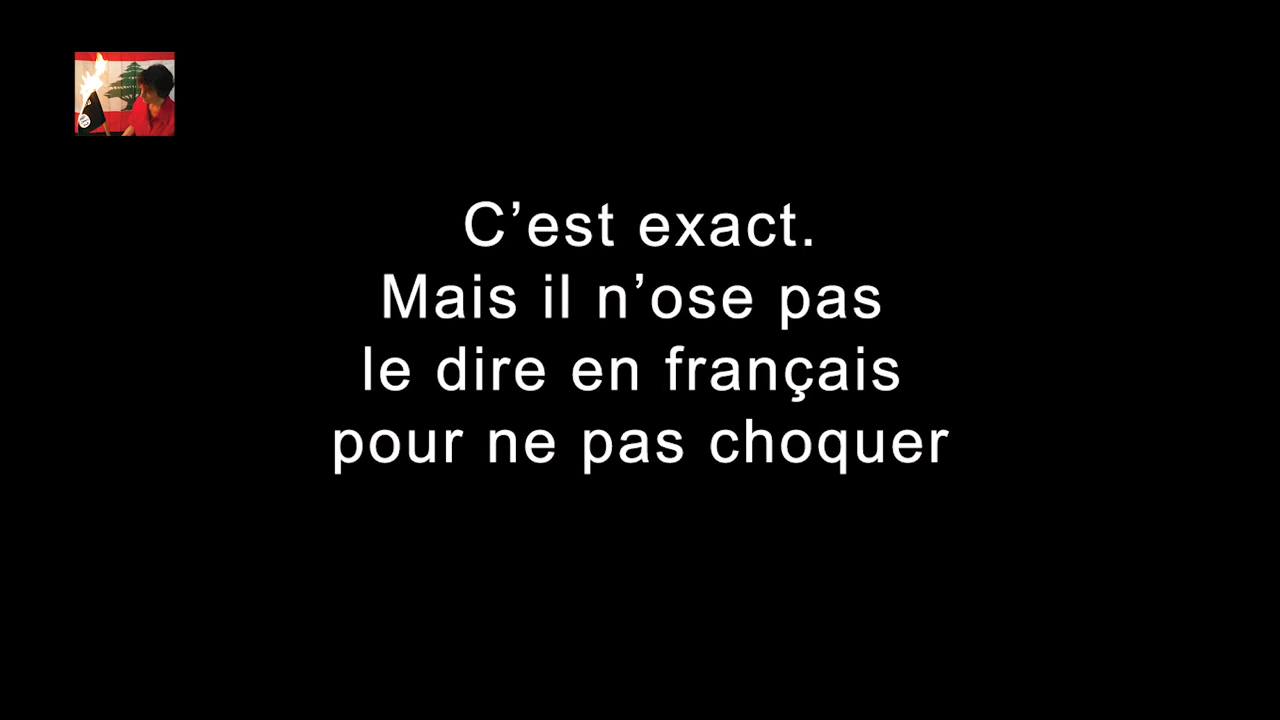 C’est exact.
Mais il n’ose pas
le dire en français
pour ne pas choquer